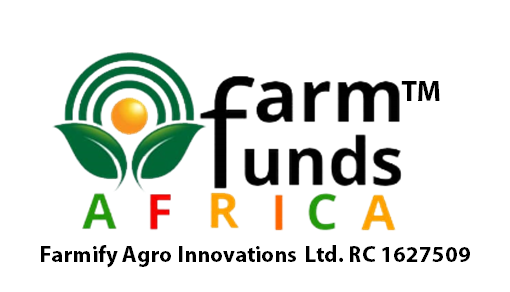 farm™
funds
AFRICA
Farmify Agro Innovations Ltd. RC 1627509